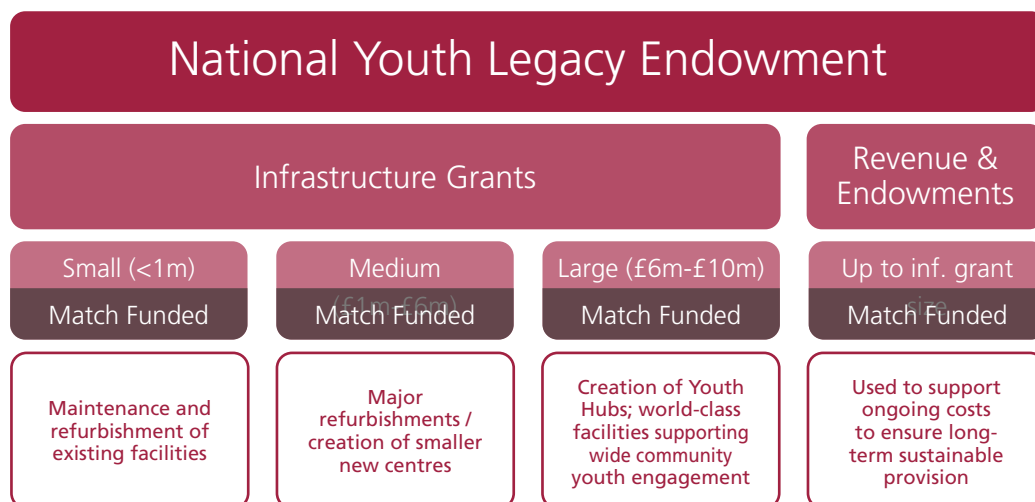 National Youth Legacy Endowment
Infrastructure Grants
Revenue &
Endowments
Small (<1m)
Match Funded
Medium
(£1m-£6m)
Match Funded
Large (£6m-£10m)
Match Funded
Up to inf. grant
size
Match Funded
Maintenance and
refurbishment of
existing facilities
Major
refurbishments /
creation of smaller
new centres
Creation of Youth
Hubs; world-class
facilities supporting
wide community
youth engagement
Used to support
ongoing costs
to ensure long-
term sustainable
provision